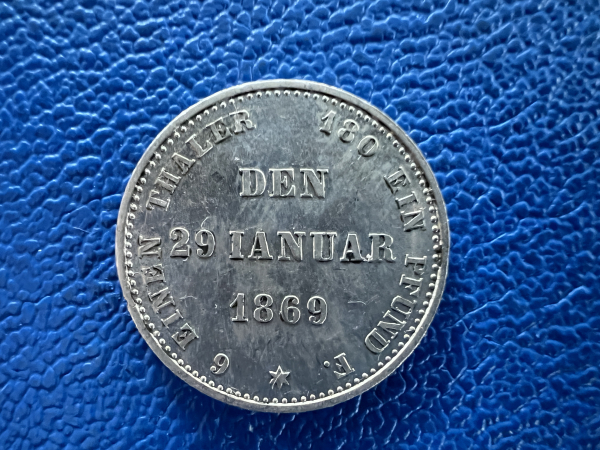 6 EINEN THALER 180 EIN PFUND F.
DEN
29 IANUAR
1869